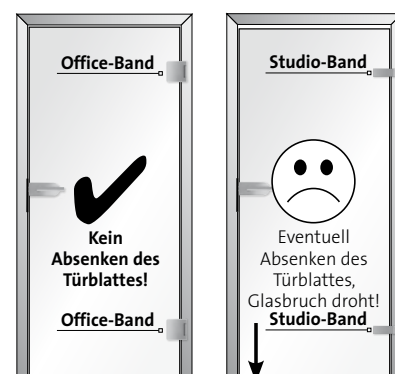 Office-Band
Kein
Absenken des
Türblattes!
Office-Band
Studio-Band
Eventuell
Absenken des
Türblattes,
Glasbruch droht!
Studio-Band